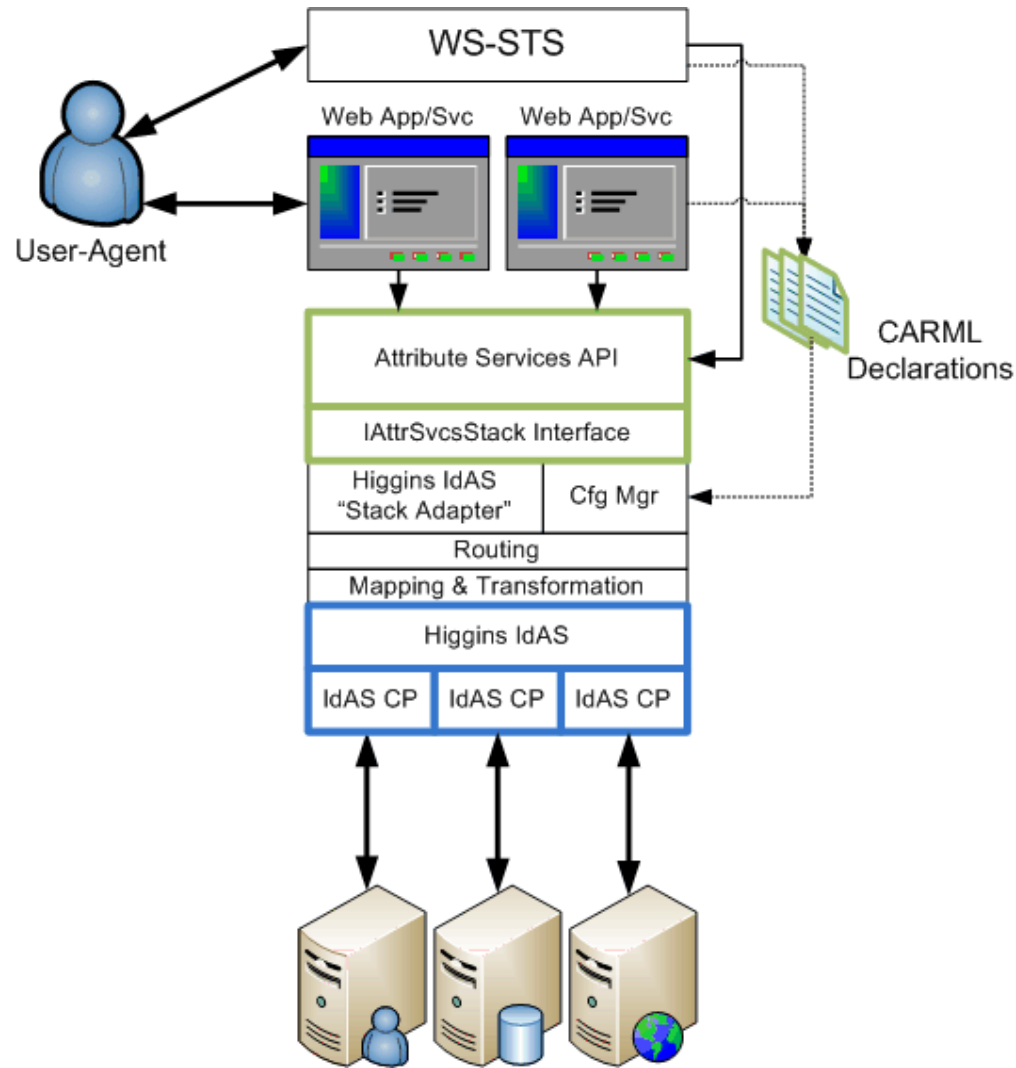 WS-STS
Web App/Svc
Web App/Svc
User-Agent
CARML
Declarations
Attribute Services API
IAttrSvcsStack Interface
Higgins IdAS
“Stack Adapter”
Cfg Mgr
Routing
Mapping & Transformation
Higgins IdAS
IdAS CP
IdAS CP
IdAS CP